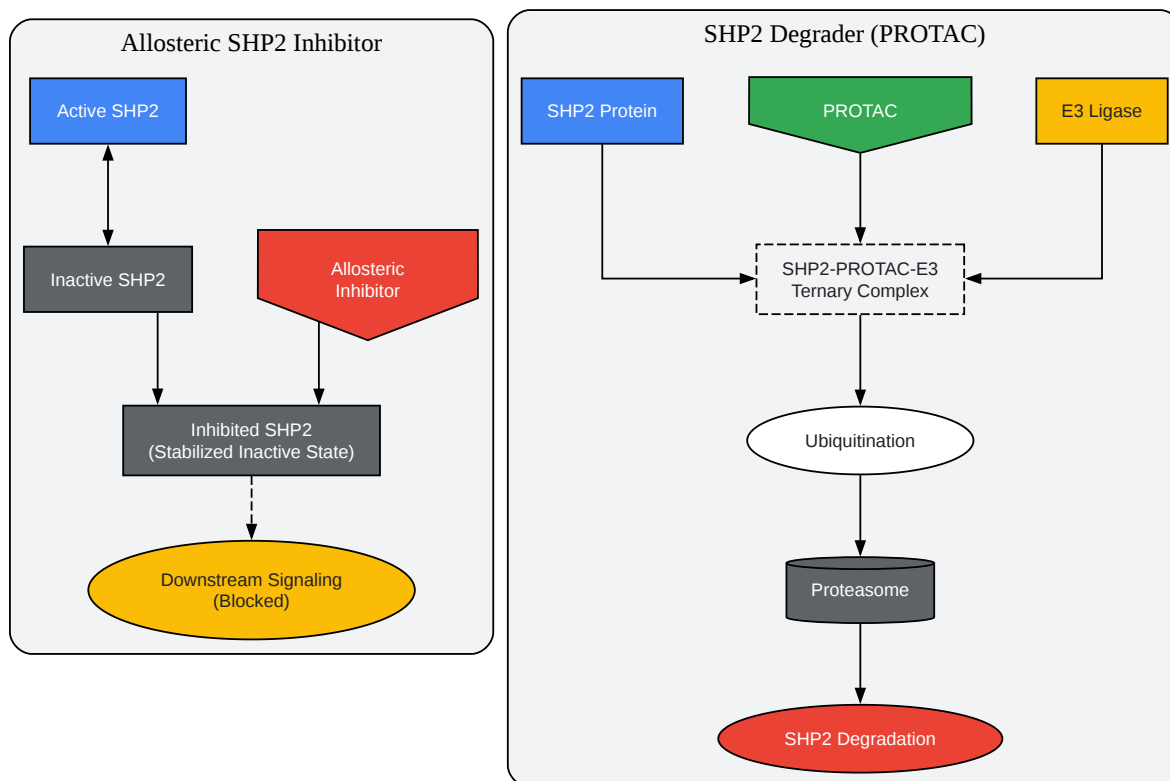 Allosteric SHP2 Inhibitor
Active SHP2
Inactive SHP2
Allosteric
Inhibitor
Inhibited SHP2
(Stabilized Inactive State)
Downstream Signaling
(Blocked)
SHP2 Degrader (PROTAC)
SHP2 Protein
PROTAC
E3 Ligase
SHP2-PROTAC-E3
Ternary Complex
Ubiquitination
Proteasome
SHP2 Degradation